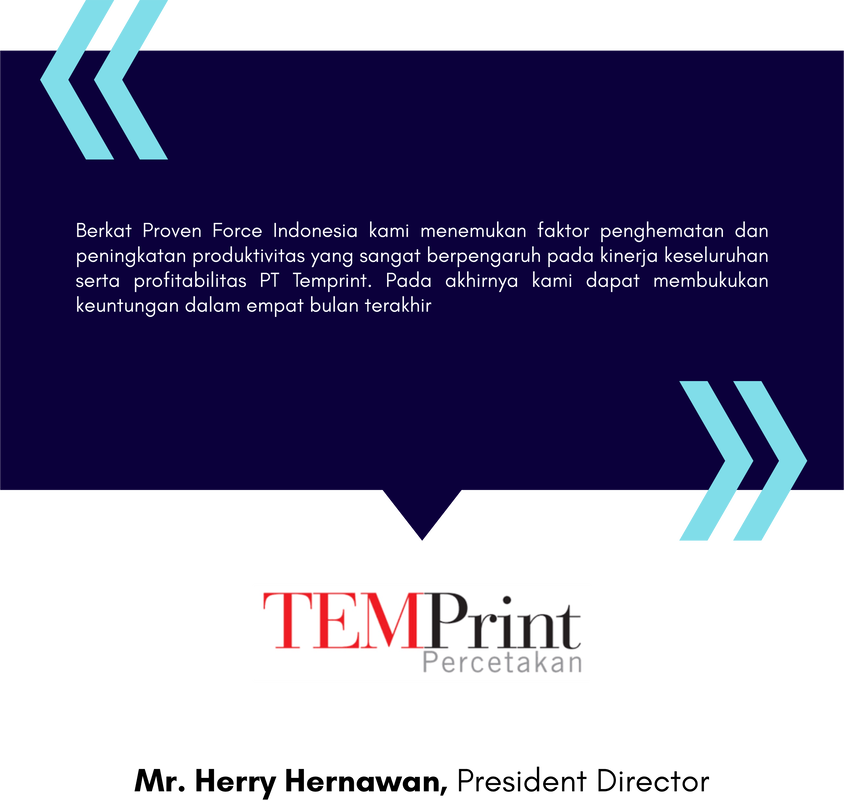 Berkat Proven Force Indonesia kami menemukan faktor penghematan dan
peningkatan produktivitas yang sangat berpengaruh pada kinerja keseluruhan
serta profitabilitas PT Temprint. Pada akhirnya kami dapat membukukan
keuntungan dalam empat bulan terakhir
TEMPrint
Percetakan
Mr. Herry Hernawan, President Director